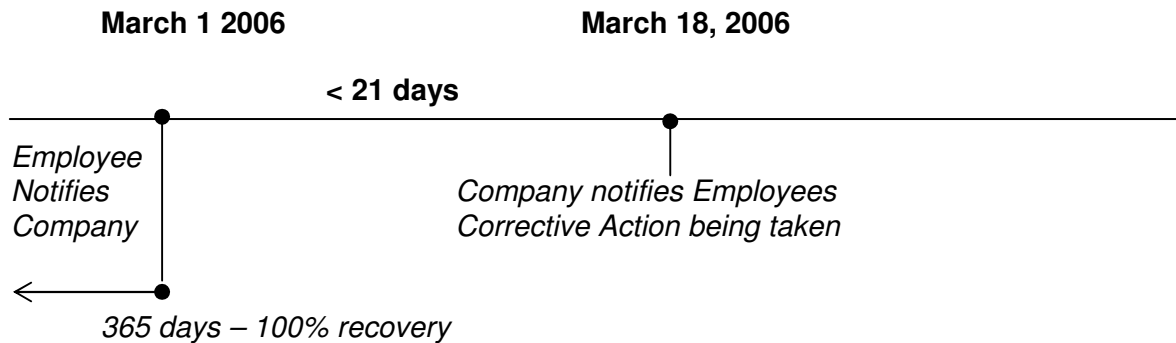 March 1 2006
March 18, 2006
< 21 days
Employee
Notifies
Company
Company notifies Employees
Corrective Action being taken
365 days – 100% recovery